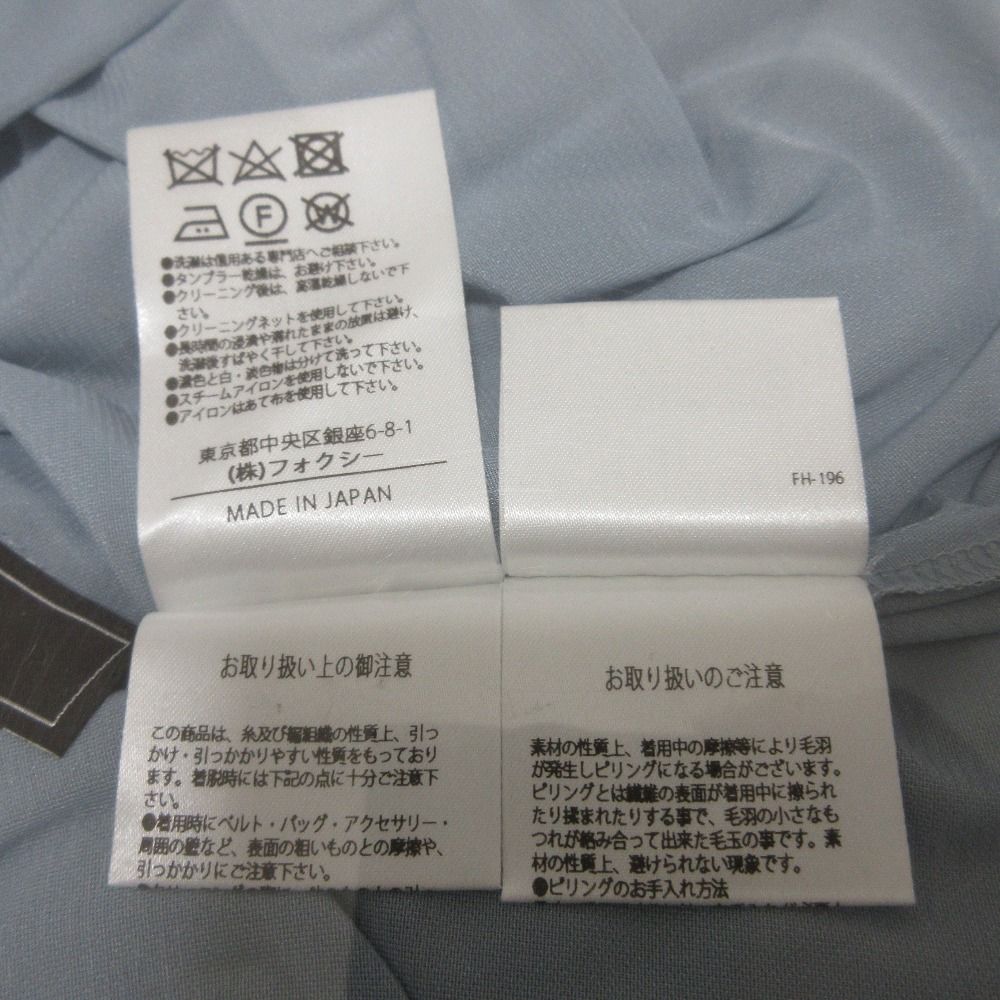 F
W
●洗濯は信用ある専門店へご相談下さい。
●タンブラー乾燥は、お避け下さい。
●クリーニング後は、高温乾燥しないで下
さい。
●クリーニングネットを使用して下さい。
●長時間の浸漬や濡れたままの放置は避け、
洗濯後すばやく干して下さい。
●濃色と白・淡色物は分けて洗って下さい。
●スチームアイロンを使用しないで下さい。
●アイロンはあて布を使用して下さい。
東京都中央区銀座6-8-1
(株)フォクシー
MADE IN JAPAN
FH-196
お取り扱い上の御注意
この商品は、糸及び編組織の性質上、引っ
かけ・引っかかりやすい性質をもっており
ます。着脱時には下記の点に十分ご注意下
さい。
●着用時にベルト・バッグ・アクセサリー・
周囲の壁など、表面の粗いものとの摩擦や、
引っかかりにご注意下さい。
お取り扱いのご注意
素材の性質上、着用中の摩擦等により毛羽
が発生しピリングになる場合がございます。
ピリングとは繊維の表面が着用中に擦られ
たり揉まれたりする事で、毛羽の小さなも
つれが絡み合って出来た毛玉の事です。素
材の性質上、避けられない現象です。
●ピリングのお手入れ方法